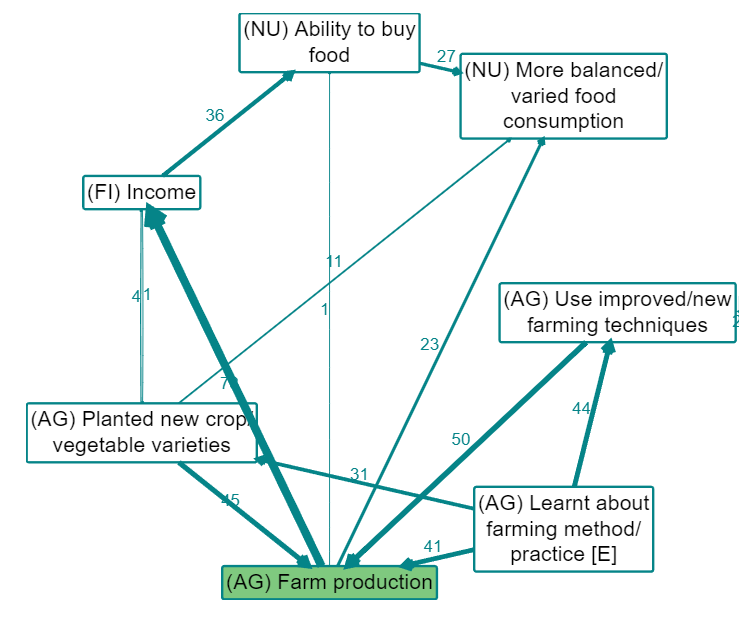 (NU) Ability to buy
food
27
(NU) More balanced/
varied food
consumption
36
(FI) Income
11
41
1
(AG) Use improved/new
farming techniques
23
44
(AG) Planted new crop/
vegetable varieties
50
31
45
(AG) Learnt about
farming method/
practice [E]
41
(AG) Farm production